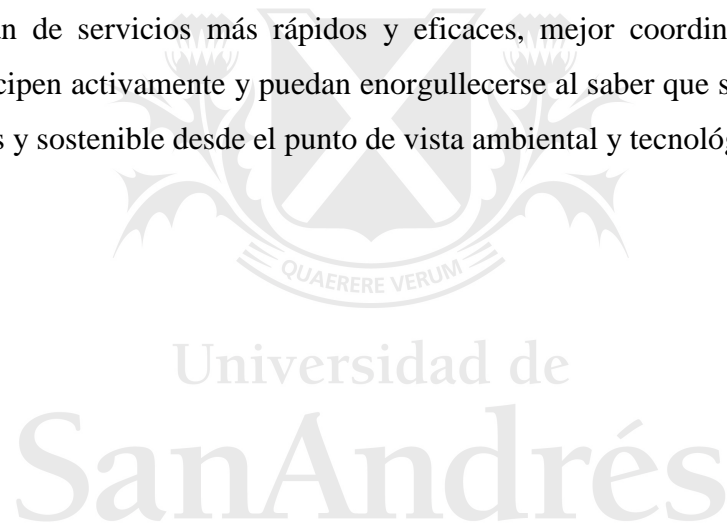 n de servicios más rápidos y eficaces, mejor coordin
cipen activamente y puedan enorgullecerse al saber que s
s y sostenible desde el punto de vista ambiental y tecnológ
QUAERERE VERUM
Universidad de
SanAndrés